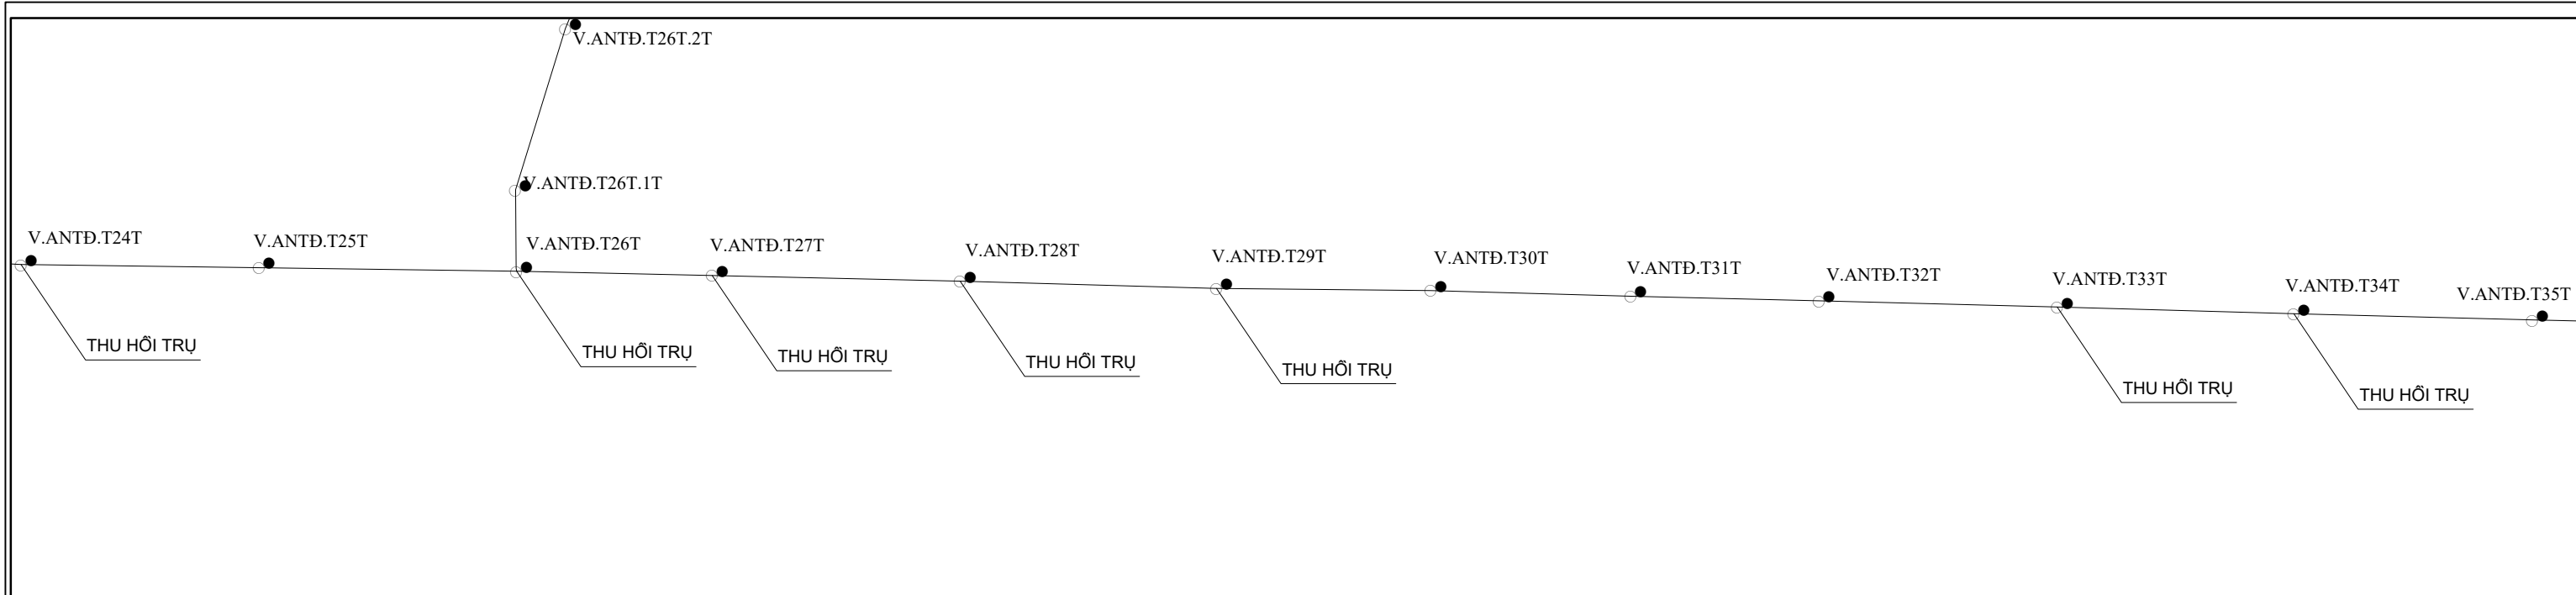 V.ANTĐ.T26T.2T
V.ANTĐ.T26T.1T
V.ANTĐ.T24T
V.ANTĐ.T25T
V.ANTĐ.T26T
V.ANTĐ.T27T
V.ANTĐ.T28T
V.ANTĐ.T29T
V.ANTĐ.T30T
V.ANTĐ.T31T
V.ANTĐ.T32T
V.ANTĐ.T33T
V.ANTĐ.T34T
V.ANTĐ.T35T
THU HỒI TRỤ
THU HỒI TRỤ
THU HỒI TRỤ
THU HỒI TRỤ
THU HỒI TRỤ
THU HỒI TRỤ
THU HỒI TRỤ